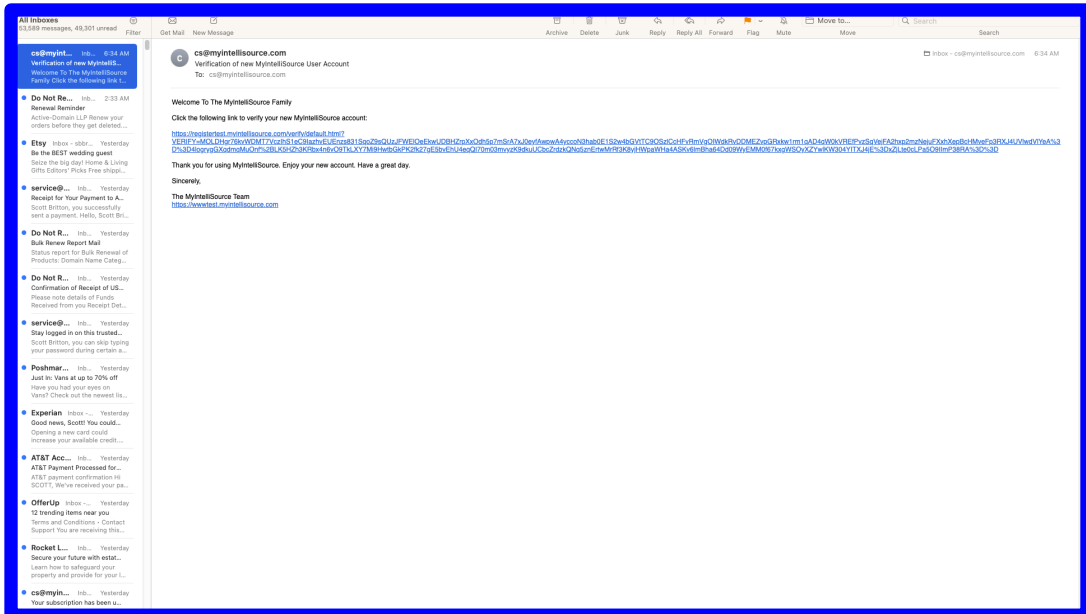 All Inboxes
53,589 messages, 49,301 unread
Filter
Get Mail
New Message
Archive
Delete
Junk
Reply
Reply All
Forward
Flag
Mute
Move to...
Move
Search
Search
cs@myint... Inb... 6:34 AM
Verification of new MyIntelliS...
Welcome To The MyIntelliSource
Family Click the following link t...
Do Not Re... Inb... 2:33 AM
Renewal Reminder
Active-Domain LLP Renew your
orders before they get deleted....
Etsy Inbox - sbbr... Yesterday
Be the BEST wedding guest
Seize the big day! Home & Living
Gifts Editors' Picks Free shippi...
service@... Inb... Yesterday
Receipt for Your Payment to A...
Scott Britton, you successfully
sent a payment. Hello, Scott Bri...
Do Not R... Inb... Yesterday
Bulk Renew Report Mail
Status report for Bulk Renewal of
Products: Domain Name Categ...
Do Not R... Inb... Yesterday
Confirmation of Receipt of US...
Please note details of Funds
Received from you Receipt Det...
service@... Inb... Yesterday
Stay logged in on this trusted...
Scott Britton, you can skip typing
your password during certain a...
Poshmar... Inb... Yesterday
Just In: Vans at up to 70% off
Have you had your eyes on
Vans? Check out the newest lis...
Experian Inbox -... Yesterday
Good news, Scott! You could...
Opening a new card could
increase your available credit....
AT&T Acc... Inb... Yesterday
AT&T Payment Processed for...
AT&T payment confirmation Hi
SCOTT, We've received your pa...
OfferUp Inbox -... Yesterday
12 trending items near you
Terms and Conditions • Contact
Support You are receiving this...
Rocket L... Inb... Yesterday
Secure your future with estat...
Learn how to safeguard your
property and provide for your l...
cs@myin... Inb... Yesterday
Your subscription has been u...
C
cs@myintellisource.com
Inbox - cs@myintellisource.com 6:34 AM
Verification of new MyIntelliSource User Account
To: cs@myintellisource.com
Welcome To The MyIntelliSource Family
Click the following link to verify your new MyIntelliSource account:
https://registertest.myintellisource.com/verify/default.html?
Thank you for using MyIntelliSource. Enjoy your new account. Have a great day.
Sincerely,
The MyIntelliSource Team
https://wwwtest.myintellisource.com